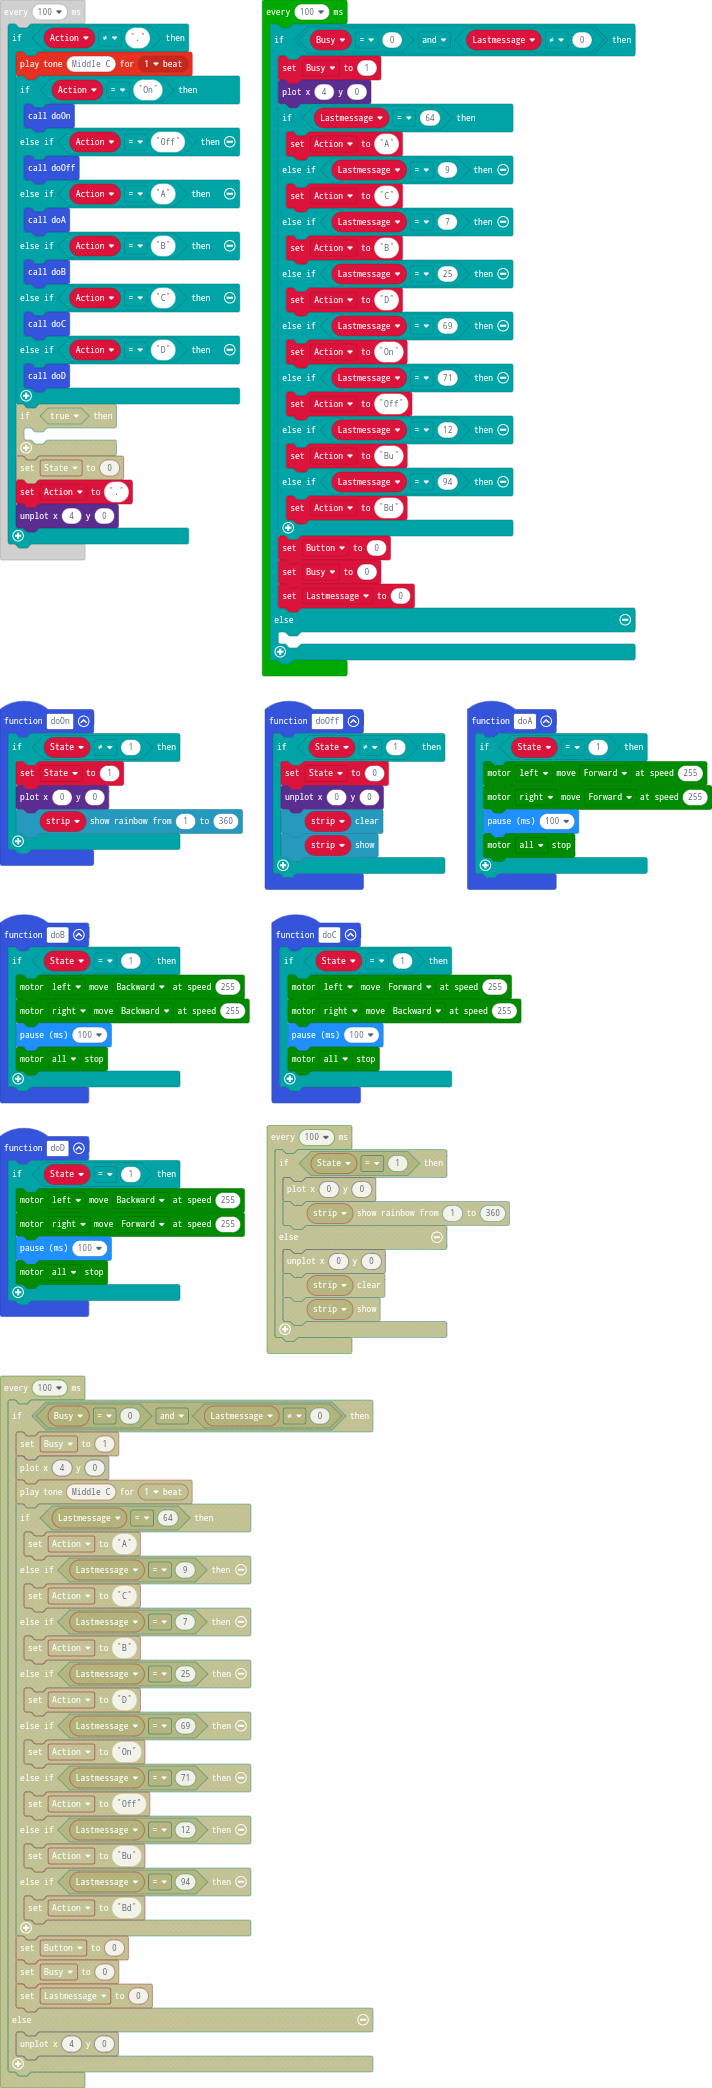 every 100 ms
if Action ≠ "." then
play tone Middle C for 1 beat
if Action = "On" then
call doOn
else if Action = "Off" then
call doOff
else if Action = "A" then
call doA
else if Action = "B" then
call doB
else if Action = "C" then
call doC
else if Action = "D" then
call doD
if true then
set State to 0
set Action to "."
unplot x 4 y 0
every 100 ms
if Busy = 0 and Lastmessage ≠ 0 then
set Busy to 1
plot x 4 y 0
if Lastmessage = 64 then
set Action to "A"
else if Lastmessage = 9 then
set Action to "C"
else if Lastmessage = 7 then
set Action to "B"
else if Lastmessage = 25 then
set Action to "D"
else if Lastmessage = 69 then
set Action to "On"
else if Lastmessage = 71 then
set Action to "Off"
else if Lastmessage = 12 then
set Action to "Bu"
else if Lastmessage = 94 then
set Action to "Bd"
set Button to 0
set Busy to 0
set Lastmessage to 0
else
function doOn
if State ≠ 1 then
set State to 1
plot x 0 y 0
strip show rainbow from 1 to 360
function doOff
if State ≠ 1 then
set State to 0
unplot x 0 y 0
strip clear
strip show
function doA
if State = 1 then
motor left move Forward at speed 255
motor right move Forward at speed 255
pause (ms) 100
motor all stop
function doB
if State = 1 then
motor left move Backward at speed 255
motor right move Backward at speed 255
pause (ms) 100
motor all stop
function doC
if State = 1 then
motor left move Forward at speed 255
motor right move Backward at speed 255
pause (ms) 100
motor all stop
function doD
if State = 1 then
motor left move Backward at speed 255
motor right move Forward at speed 255
pause (ms) 100
motor all stop
every 100 ms
if State = 1 then
plot x 0 y 0
strip show rainbow from 1 to 360
else
unplot x 0 y 0
strip clear
strip show
every 100 ms
if Busy = 0 and Lastmessage ≠ 0 then
set Busy to 1
plot x 4 y 0
play tone Middle C for 1 beat
if Lastmessage = 64 then
set Action to "A"
else if Lastmessage = 9 then
set Action to "C"
else if Lastmessage = 7 then
set Action to "B"
else if Lastmessage = 25 then
set Action to "D"
else if Lastmessage = 69 then
set Action to "On"
else if Lastmessage = 71 then
set Action to "Off"
else if Lastmessage = 12 then
set Action to "Bu"
else if Lastmessage = 94 then
set Action to "Bd"
set Button to 0
set Busy to 0
set Lastmessage to 0
else
unplot x 4 y 0